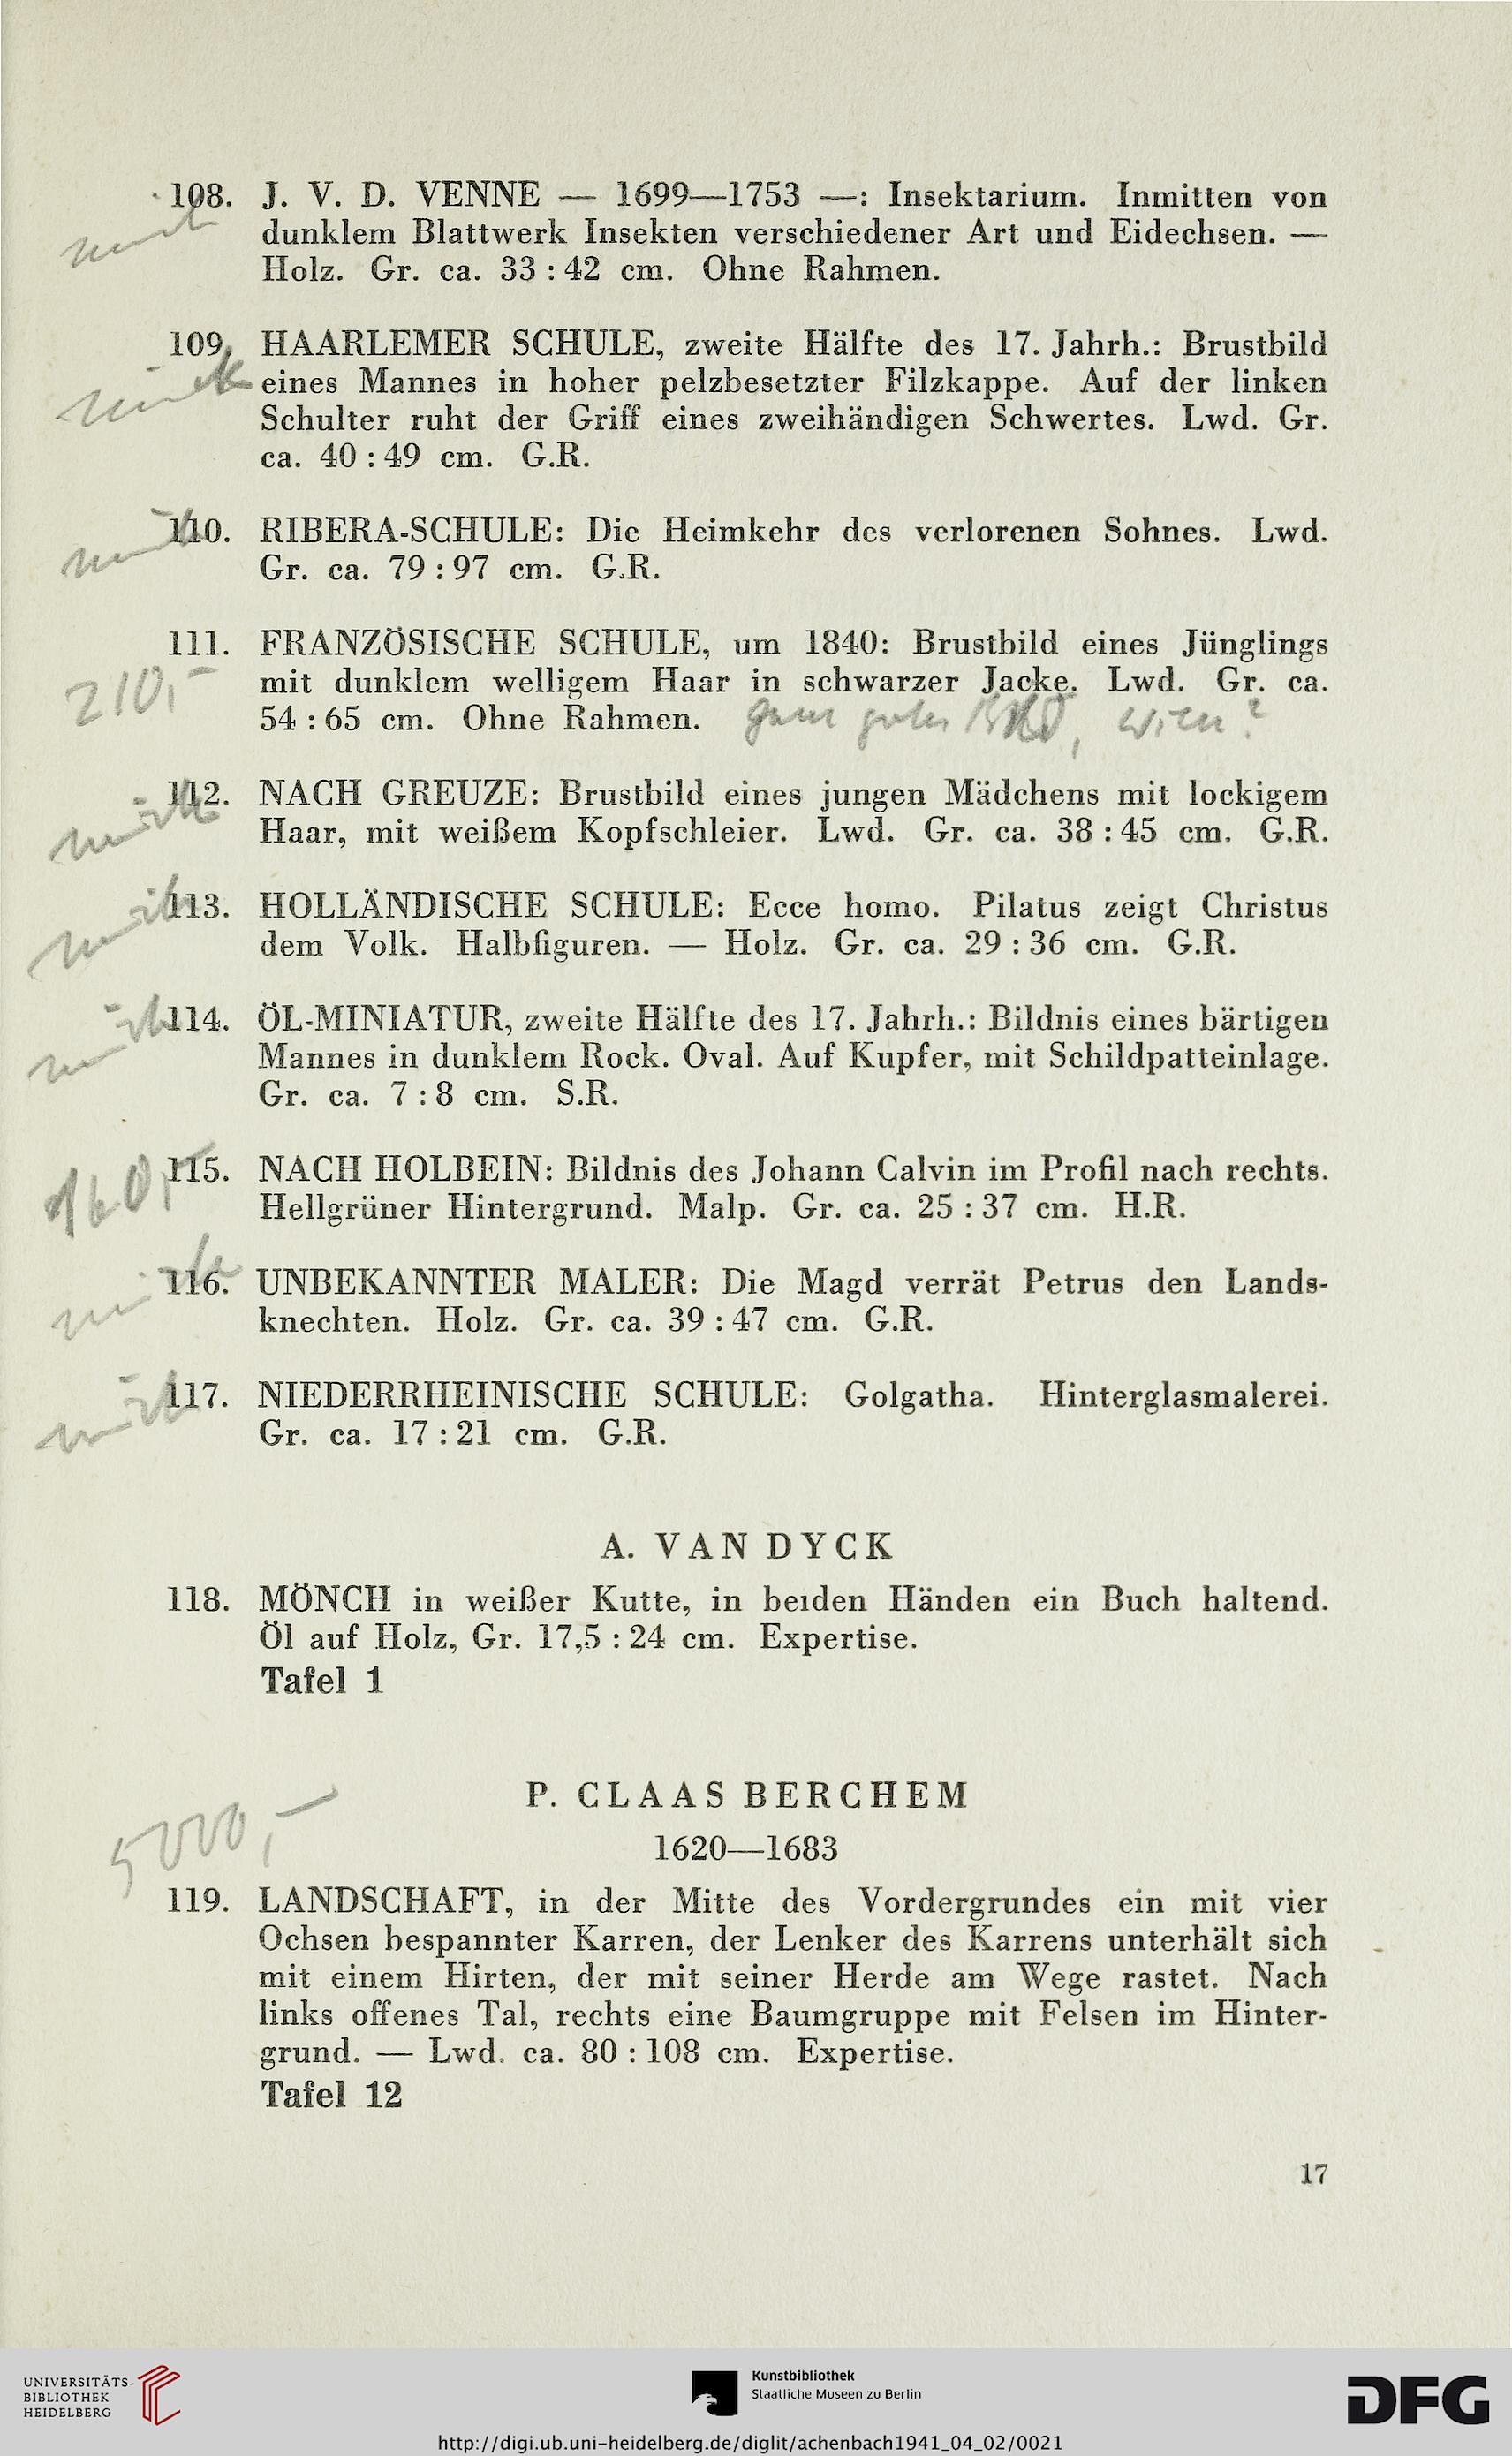 108. J. V. D. VENNE — 1699—1753 —: Insektarium. Inmitten von
dunklem Blattwerk Insekten verschiedener Art und Eidechsen. —
Holz. Gr. ca. 33 : 42 cm. Ohne Rahmen.
109. HAARLEMER SCHULE, zweite Hälfte des 17. Jahrh.: Brustbild
eines Mannes in hoher pelzbesetzter Filzkappe. Auf der linken
Schulter ruht der Griff eines zweihändigen Schwertes. Lwd. Gr.
ca. 40 : 49 cm. G.R.
110. RIBERA-SCHULE: Die Heimkehr des verlorenen Sohnes. Lwd.
Gr. ca. 79 : 97 cm. G.R.
111. FRANZÖSISCHE SCHULE, um 1840: Brustbild eines Jünglings
210,–
mit dunklem welligem Haar in schwarzer Jacke. Lwd. Gr. ca.
54 : 65 cm. Ohne Rahmen. ganz gutes Bild, Wien?
112. NACH GREUZE: Brustbild eines jungen Mädchens mit lockigem
Haar, mit weißem Kopfschleier. Lwd. Gr. ca. 38 : 45 cm. G.R.
113. HOLLÄNDISCHE SCHULE: Ecce homo. Pilatus zeigt Christus
dem Volk. Halbfiguren. — Holz. Gr. ca. 29 : 36 cm. G.R.
114. ÖL-MINIATUR, zweite Hälfte des 17. Jahrh.: Bildnis eines bärtigen
Mannes in dunklem Rock. Oval. Auf Kupfer, mit Schildpatteinlage.
Gr. ca. 7 : 8 cm. S.R.
160,–
115. NACH HOLBEIN: Bildnis des Johann Calvin im Profil nach rechts.
Hellgrüner Hintergrund. Malp. Gr. ca. 25 : 37 cm. H.R.
116. UNBEKANNTER MALER: Die Magd verrät Petrus den Lands-
knechten. Holz. Gr. ca. 39 : 47 cm. G.R.
117. NIEDERRHEINISCHE SCHULE: Golgatha. Hinterglasmalerei.
Gr. ca. 17 : 21 cm. G.R.
A. VAN DYCK
118. MÖNCH in weißer Kutte, in beiden Händen ein Buch haltend.
Öl auf Holz, Gr. 17,5 : 24 cm. Expertise.
Tafel 1
P. CLAAS BERCHEM
5000,–
1620—1683
119. LANDSCHAFT, in der Mitte des Vordergrundes ein mit vier
Ochsen bespannter Karren, der Lenker des Karrens unterhält sich
mit einem Hirten, der mit seiner Herde am Wege rastet. Nach
links offenes Tal, rechts eine Baumgruppe mit Felsen im Hinter-
grund. — Lwd. ca. 80 : 108 cm. Expertise.
Tafel 12
17
UNIVERSITÄTS-
BIBLIOTHEK
HEIDELBERG
Kunstbibliothek
Staatliche Museen zu Berlin
DFG
http://digi.ub.uni-heidelberg.de/diglit/achenbach1941_04_02/0021